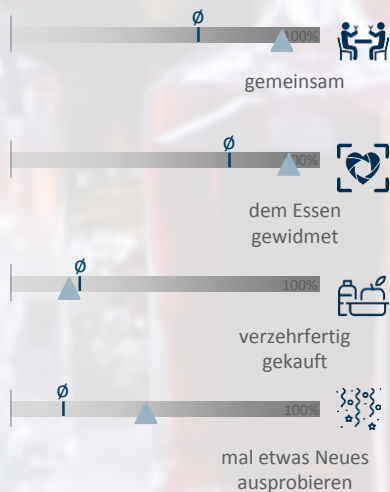 Ø
100%
gemeinsam
Ø
100%
dem Essen
gewidmet
Ø
100%
verzehrfertig
gekauft
Ø
100%
mal etwas Neues
ausprobieren